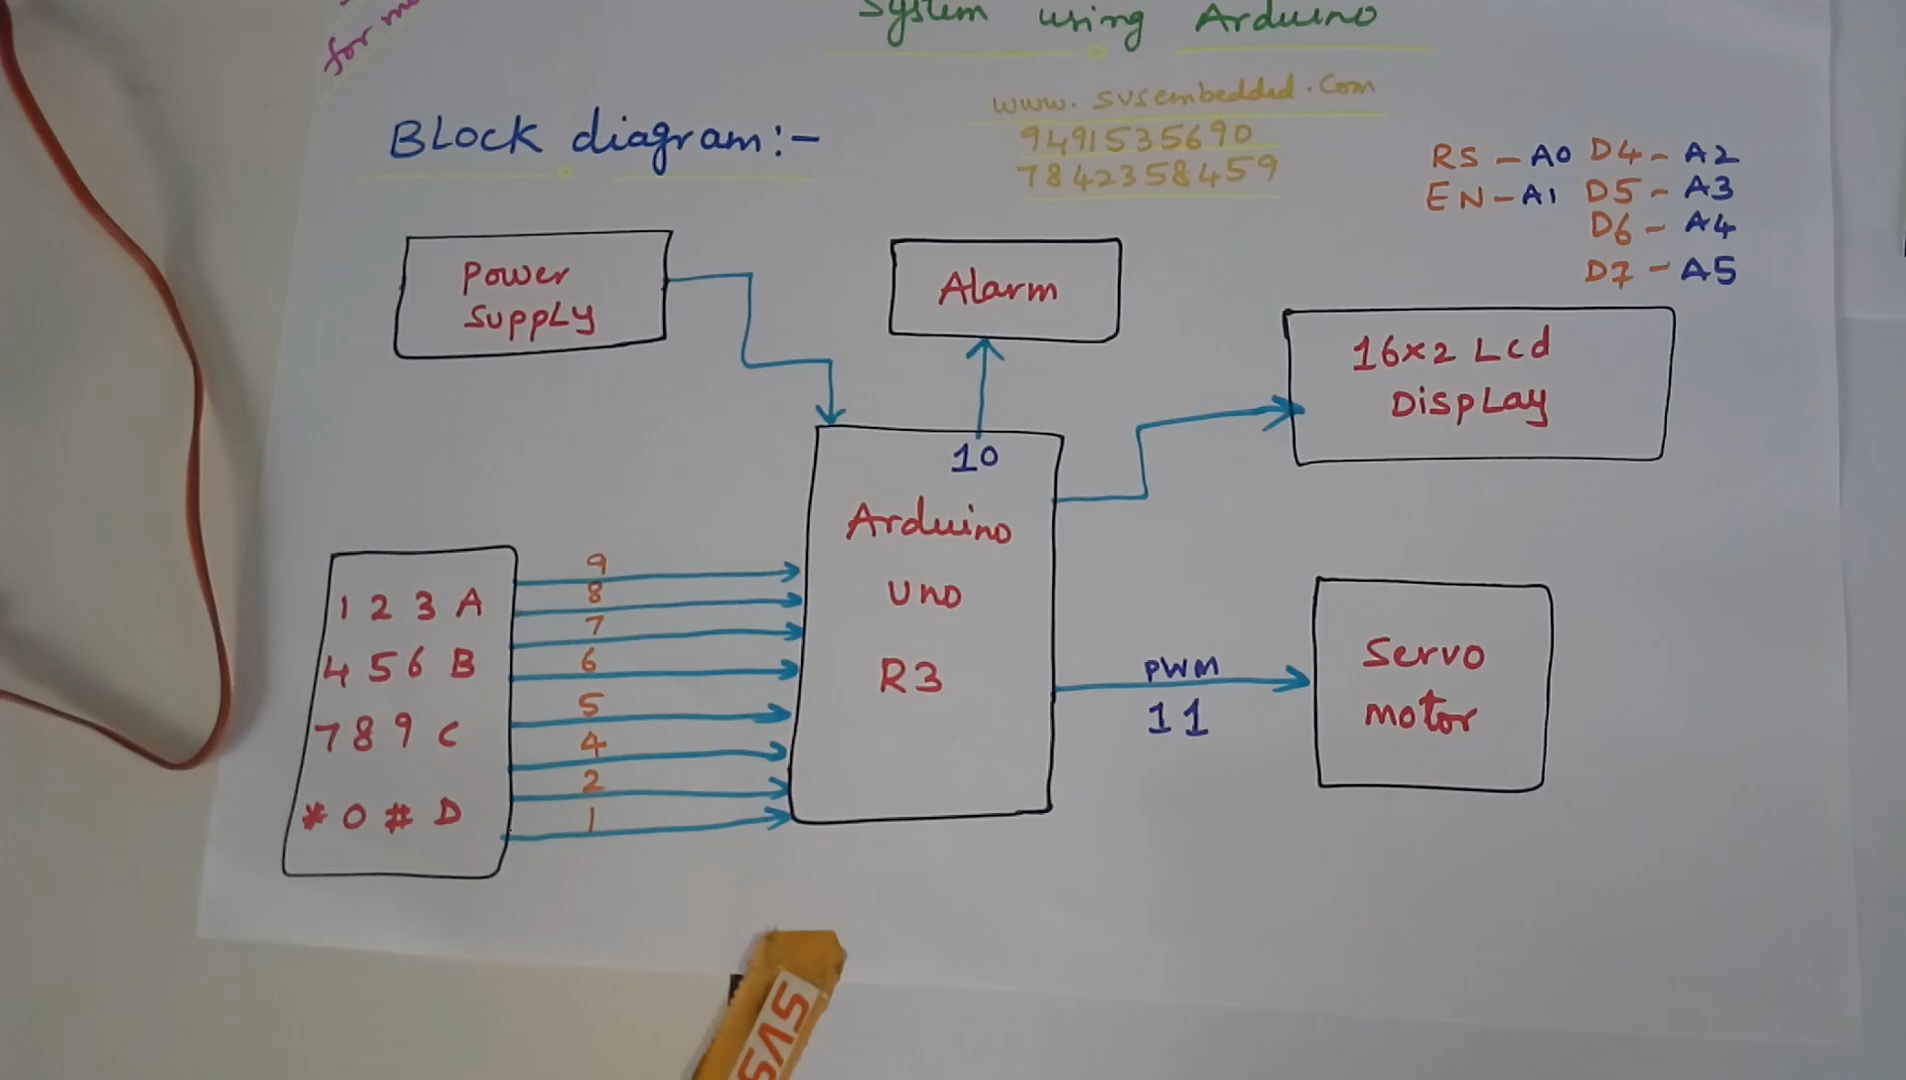 for
System using Arduino
www.svsembedded.Com
9491535690
7842358459
BLock diagram:-
RS - A0 D4 - A2
EN - A1 D5 - A3
D6 - A4
D7 - A5
Power
SuppLy
Alarm
16x2 Lcd
DispLay
10
Arduino
Uno
R3
9
8
7
6
5
4
2
1
1 2 3 A
4 5 6 B
7 8 9 C
* 0 # D
PWM
11
Servo
motor
SVS